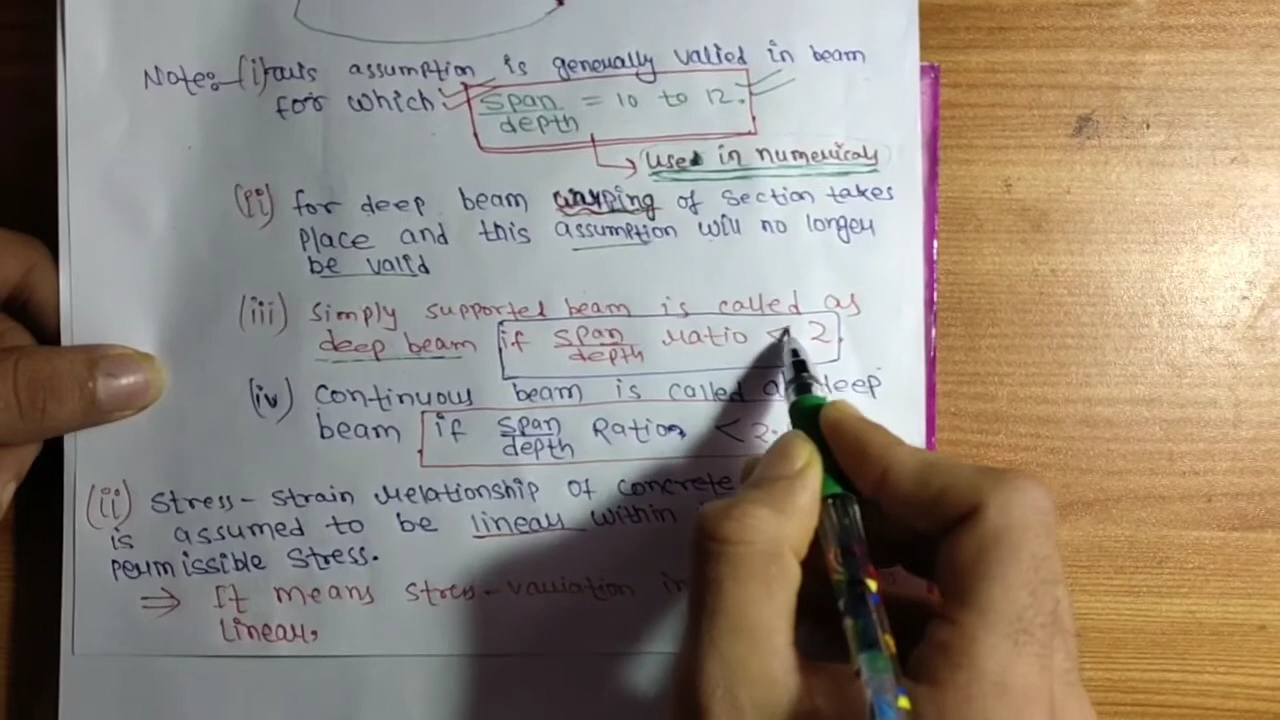 Note:-(i) this assumption is generally valied in beam
for which span/depth = 10 to 12.
used in numericals
(ii) for deep beam warping of section takes
place and this assumption will no longer
be valid
(iii) Simply supported beam is called as
deep beam if span/depth ratio < 2
(iv) continuous beam is called as deep
beam if span/depth Ratio, < 2.
(ii) Stress-strain relationship of concrete
is assumed to be linear within
permissible stress.
⇒ It means stress-variation in
linear,